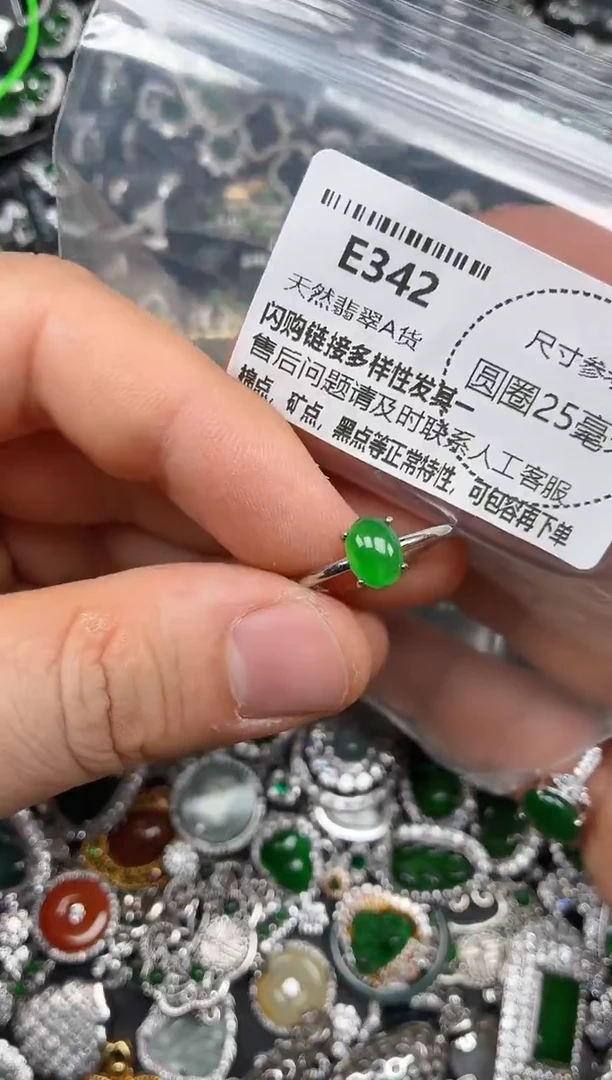 E342
天然翡翠A货
闪购链接多样性发其一
售后问题请及时联系人工客服
棉点，矿点，黑点等正常特性，可包容再下单
尺寸参
圆圈25毫